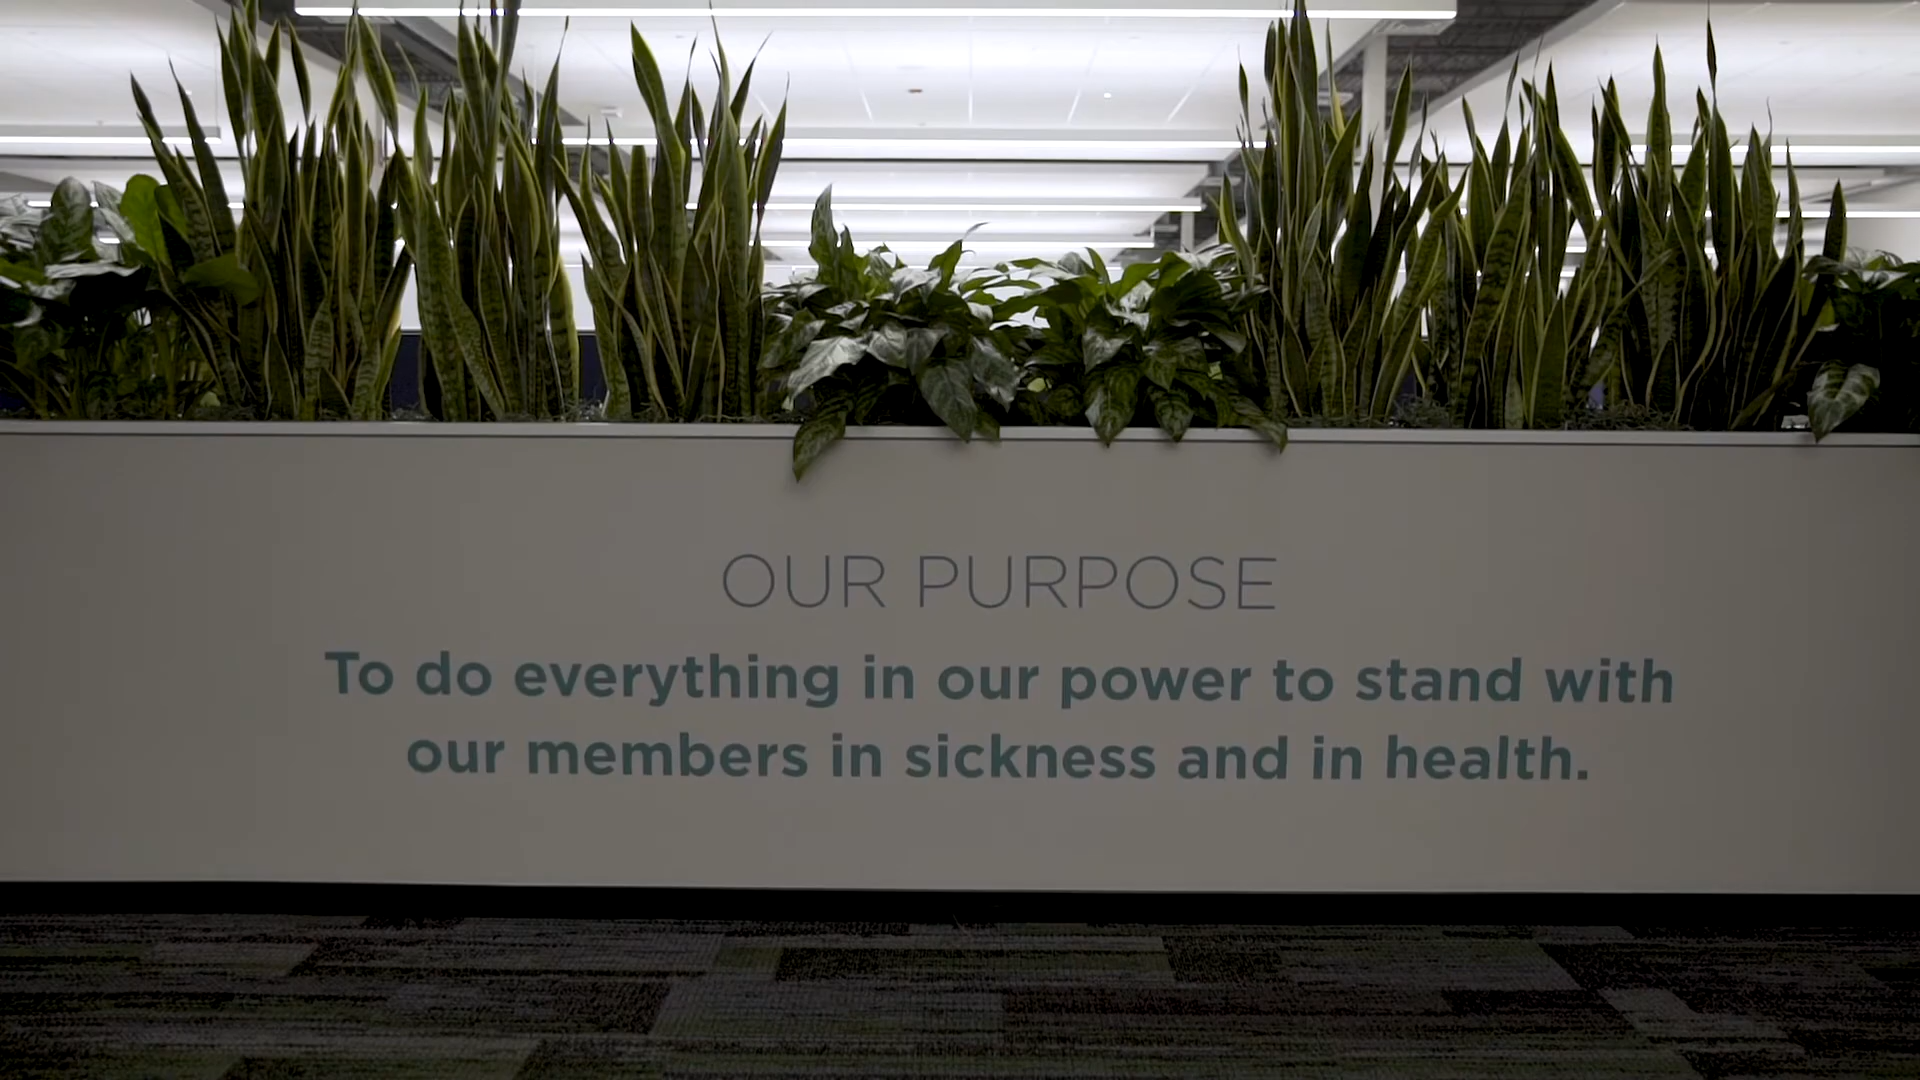 OUR PURPOSE
To do everything in our power to stand with
our members in sickness and in health.